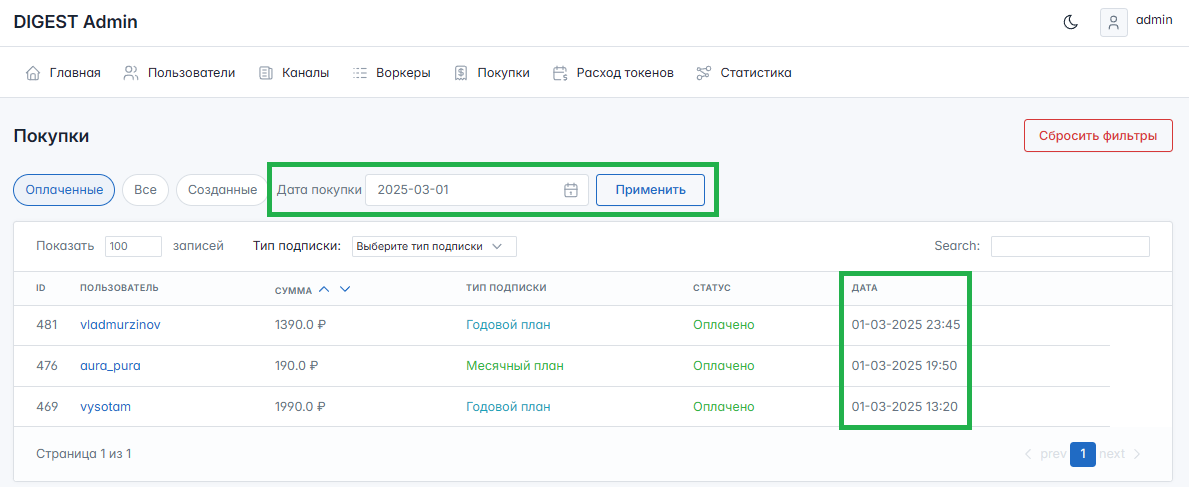 DIGEST Admin
admin
Главная Пользователи Каналы Воркеры Покупки Расход токенов Статистика
Покупки
Сбросить фильтры
Оплаченные Все Созданные Дата покупки 2025-03-01 Применить
Показать 100 записей Тип подписки: Выберите тип подписки Search:
ID ПОЛЬЗОВАТЕЛЬ СУММА ТИП ПОДПИСКИ СТАТУС ДАТА
481 vladmurzinov 1390.0 ₽ Годовой план Оплачено 01-03-2025 23:45
476 aura_pura 190.0 ₽ Месячный план Оплачено 01-03-2025 19:50
469 vysotam 1990.0 ₽ Годовой план Оплачено 01-03-2025 13:20
Страница 1 из 1
prev 1 next